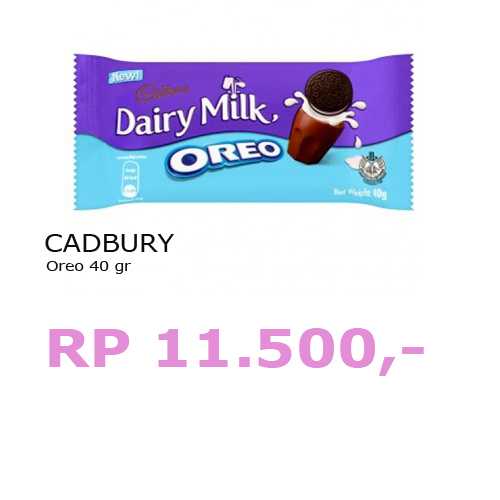 New!
Cadbury
Dairy Milk
OREO
Net Weight 40g
CADBURY
Oreo 40 gr
RP 11.500,-